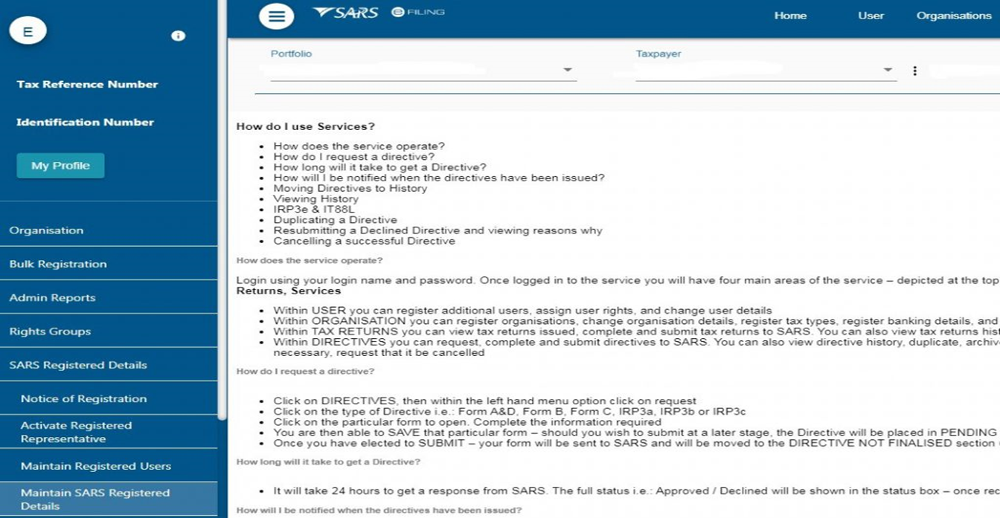 E
i
Tax Reference Number
Identification Number
My Profile
Organisation
Bulk Registration
Admin Reports
Rights Groups
SARS Registered Details
Notice of Registration
Activate Registered
Representative
Maintain Registered Users
Maintain SARS Registered
Details
SARS e FILING
Home User Organisations
Portfolio Taxpayer
How do I use Services?
• How does the service operate?
• How do I request a directive?
• How long will it take to get a Directive?
• How will I be notified when the directives have been issued?
• Moving Directives to History
• Viewing History
• IRP3e & IT88L
• Duplicating a Directive
• Resubmitting a Declined Directive and viewing reasons why
• Cancelling a successful Directive
How does the service operate?
Login using your login name and password. Once logged in to the service you will have four main areas of the service – depicted at the top
Returns, Services
• Within USER you can register additional users, assign user rights, and change user details
• Within ORGANISATION you can register organisations, change organisation details, register tax types, register banking details, and
• Within TAX RETURNS you can view tax returns issued, complete and submit tax returns to SARS. You can also view tax returns hist
• Within DIRECTIVES you can request, complete and submit directives to SARS. You can also view directive history, duplicate, archiv
necessary, request that it be cancelled
How do I request a directive?
• Click on DIRECTIVES, then within the left hand menu option click on request
• Click on the type of Directive i.e.: Form A&D, Form B, Form C, IRP3a, IRP3b or IRP3c
• Click on the particular form to open. Complete the information required
• You are then able to SAVE that particular form – should you wish to submit at a later stage, the Directive will be placed in PENDING
• Once you have elected to SUBMIT – your form will be sent to SARS and will be moved to the DIRECTIVE NOT FINALISED section
How long will it take to get a Directive?
• It will take 24 hours to get a response from SARS. The full status i.e.: Approved / Declined will be shown in the status box – once rec
How will I be notified when the directives have been issued?